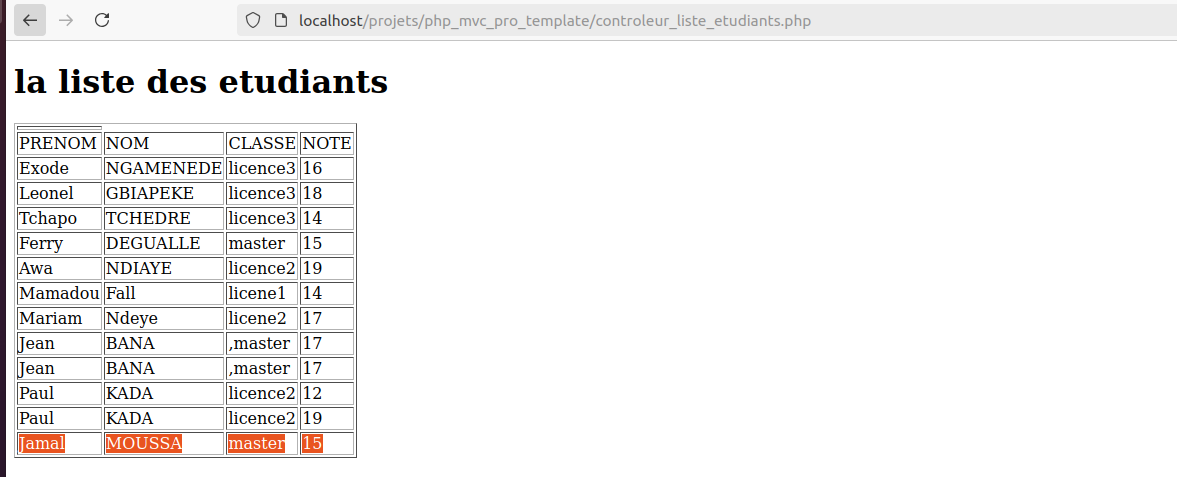 localhost/projets/php_mvc_pro_template/controleur_liste_etudiants.php
la liste des etudiants
PRENOM NOM CLASSE NOTE
Exode NGAMENEDE licence3 16
Leonel GBIAPEKE licence3 18
Tchapo TCHEDRE licence3 14
Ferry DEGUALLE master 15
Awa NDIAYE licence2 19
Mamadou Fall licene1 14
Mariam Ndeye licene2 17
Jean BANA ,master 17
Jean BANA ,master 17
Paul KADA licence2 12
Paul KADA licence2 19
Jamal MOUSSA master 15